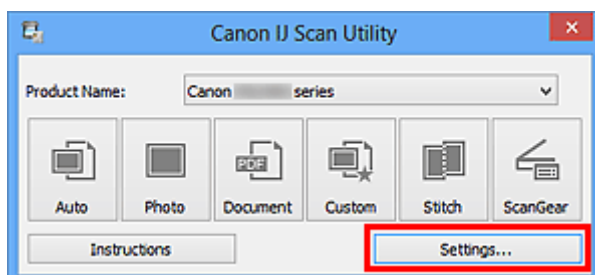 Canon IJ Scan Utility
Product Name: Canon series
PDF
Auto Photo Document Custom Stitch ScanGear
Instructions Settings...